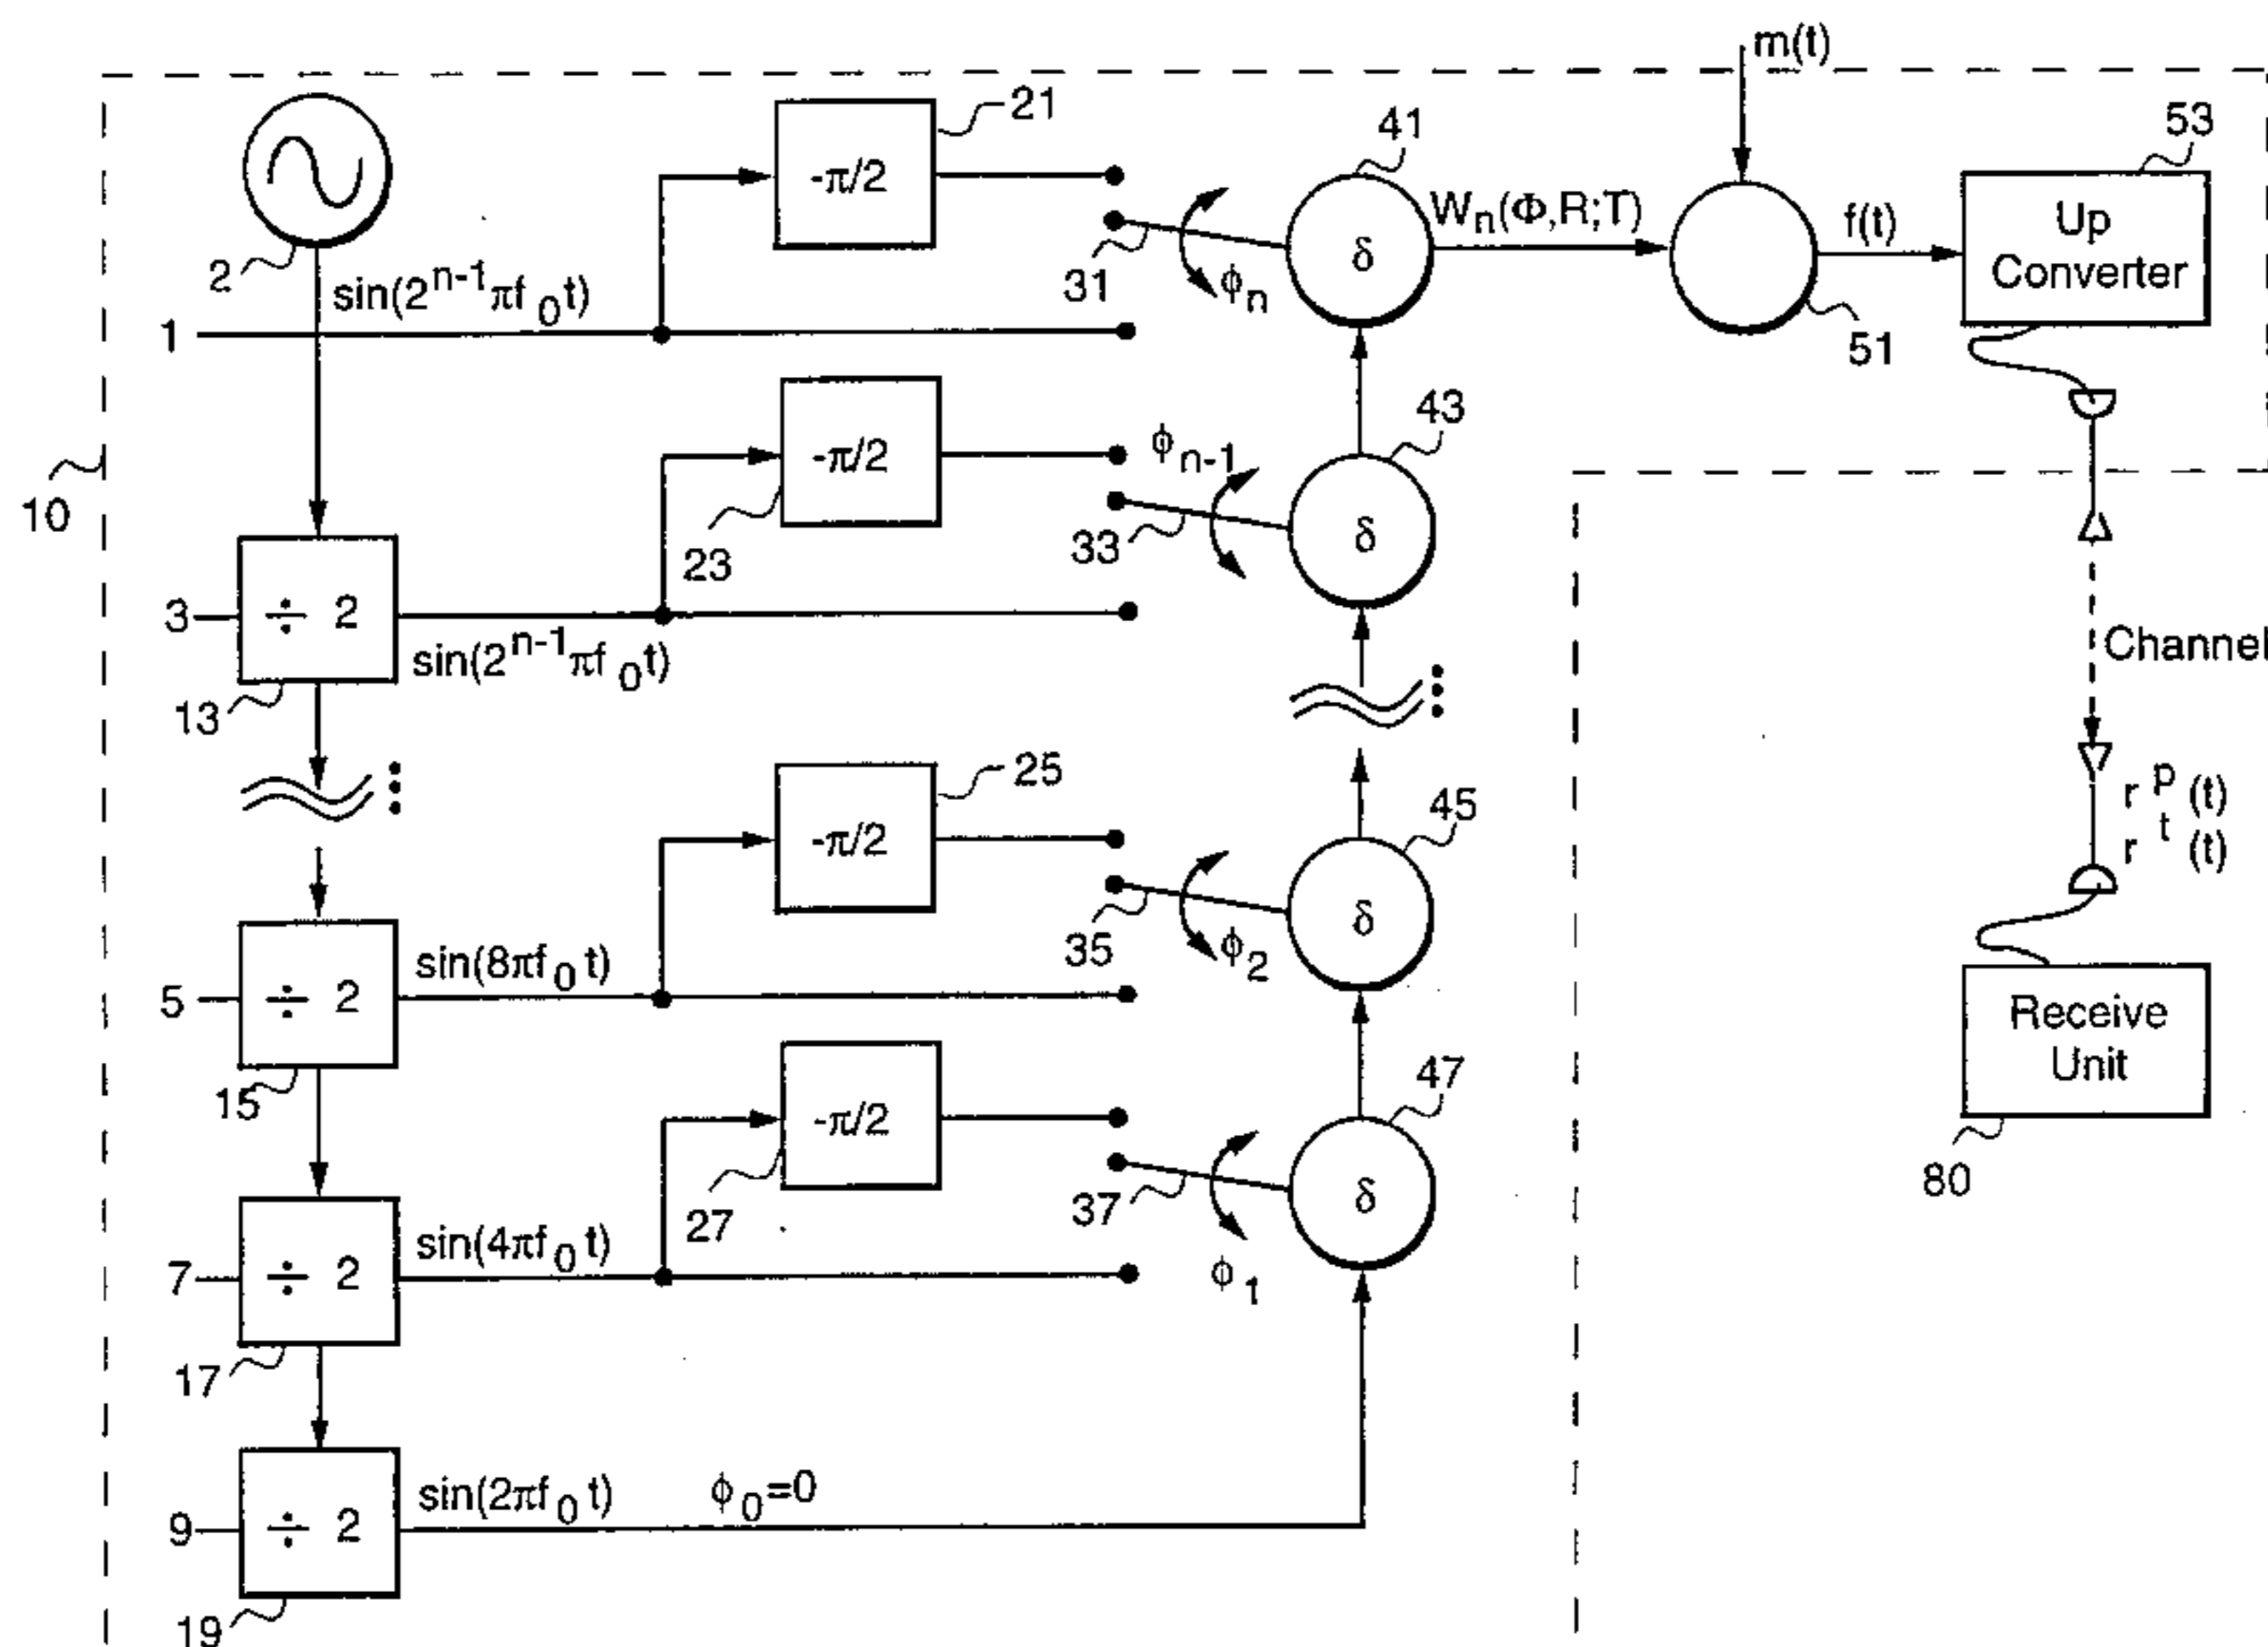 m(t)
21
-π/2
41
53
2
sin(2^{n-1}πf_0t)
31
ϕ_n
δ
W_n(Φ,R;T)
f(t)
Up
Converter
1
51
10
23
-π/2
ϕ_{n-1}
43
33
δ
3
÷ 2
sin(2^{n-1}πf_0t)
13
Channel
25
-π/2
45
r^p(t)
r^t(t)
35
ϕ_2
δ
5
÷ 2
sin(8πf_0t)
15
Receive
Unit
80
27
-π/2
47
37
ϕ_1
δ
7
÷ 2
sin(4πf_0t)
17
9
÷ 2
sin(2πf_0t)
ϕ_0=0
19